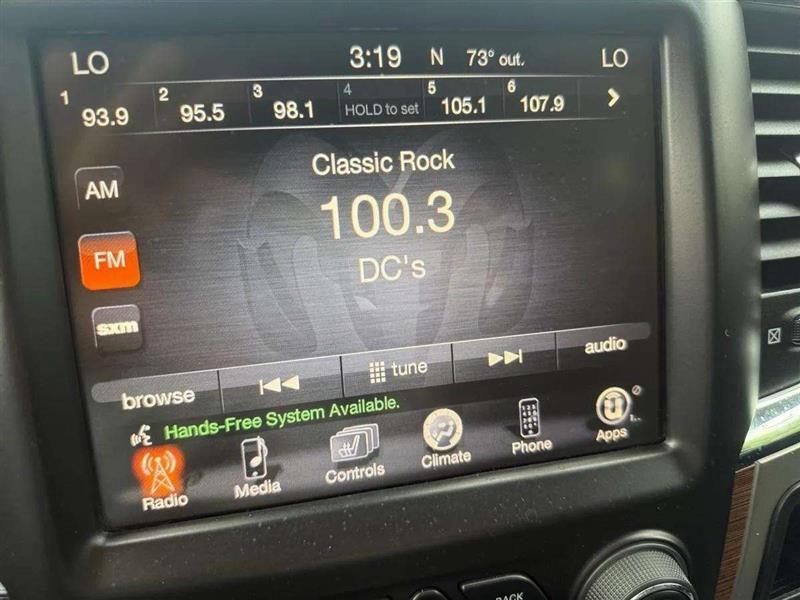 LO 3:19 N 73° out. LO
1 93.9 2 95.5 3 98.1 4 HOLD to set 5 105.1 6 107.9
Classic Rock
AM
100.3
FM
DC's
sxm
browse tune audio
Hands-Free System Available.
Radio Media Controls Climate Phone Apps
BACK